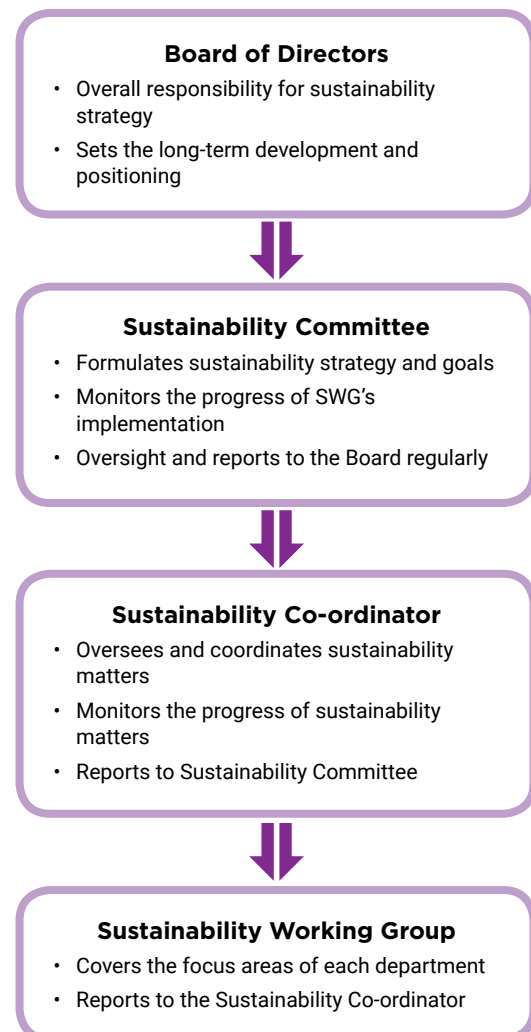 Board of Directors
• Overall responsibility for sustainability
strategy
• Sets the long-term development and
positioning
Sustainability Committee
• Formulates sustainability strategy and goals
• Monitors the progress of SWG’s
implementation
• Oversight and reports to the Board regularly
Sustainability Co-ordinator
• Oversees and coordinates sustainability
matters
• Monitors the progress of sustainability
matters
• Reports to Sustainability Committee
Sustainability Working Group
• Covers the focus areas of each department
• Reports to the Sustainability Co-ordinator